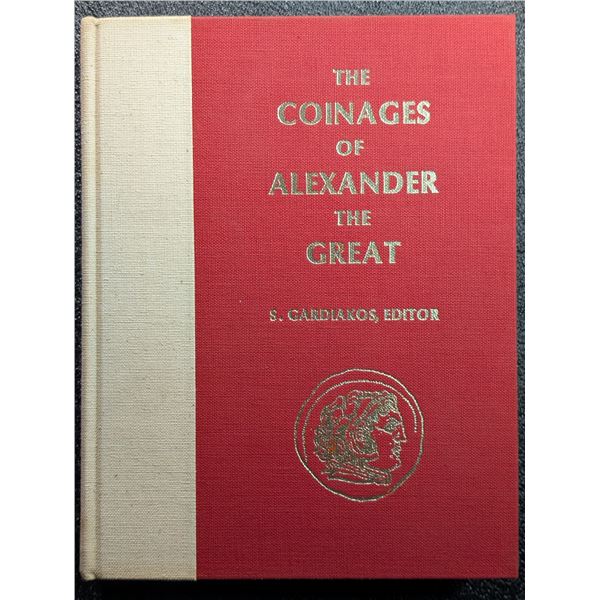 THE
COINAGES
OF
ALEXANDER
THE
GREAT
S. GARDIAKOS, EDITOR